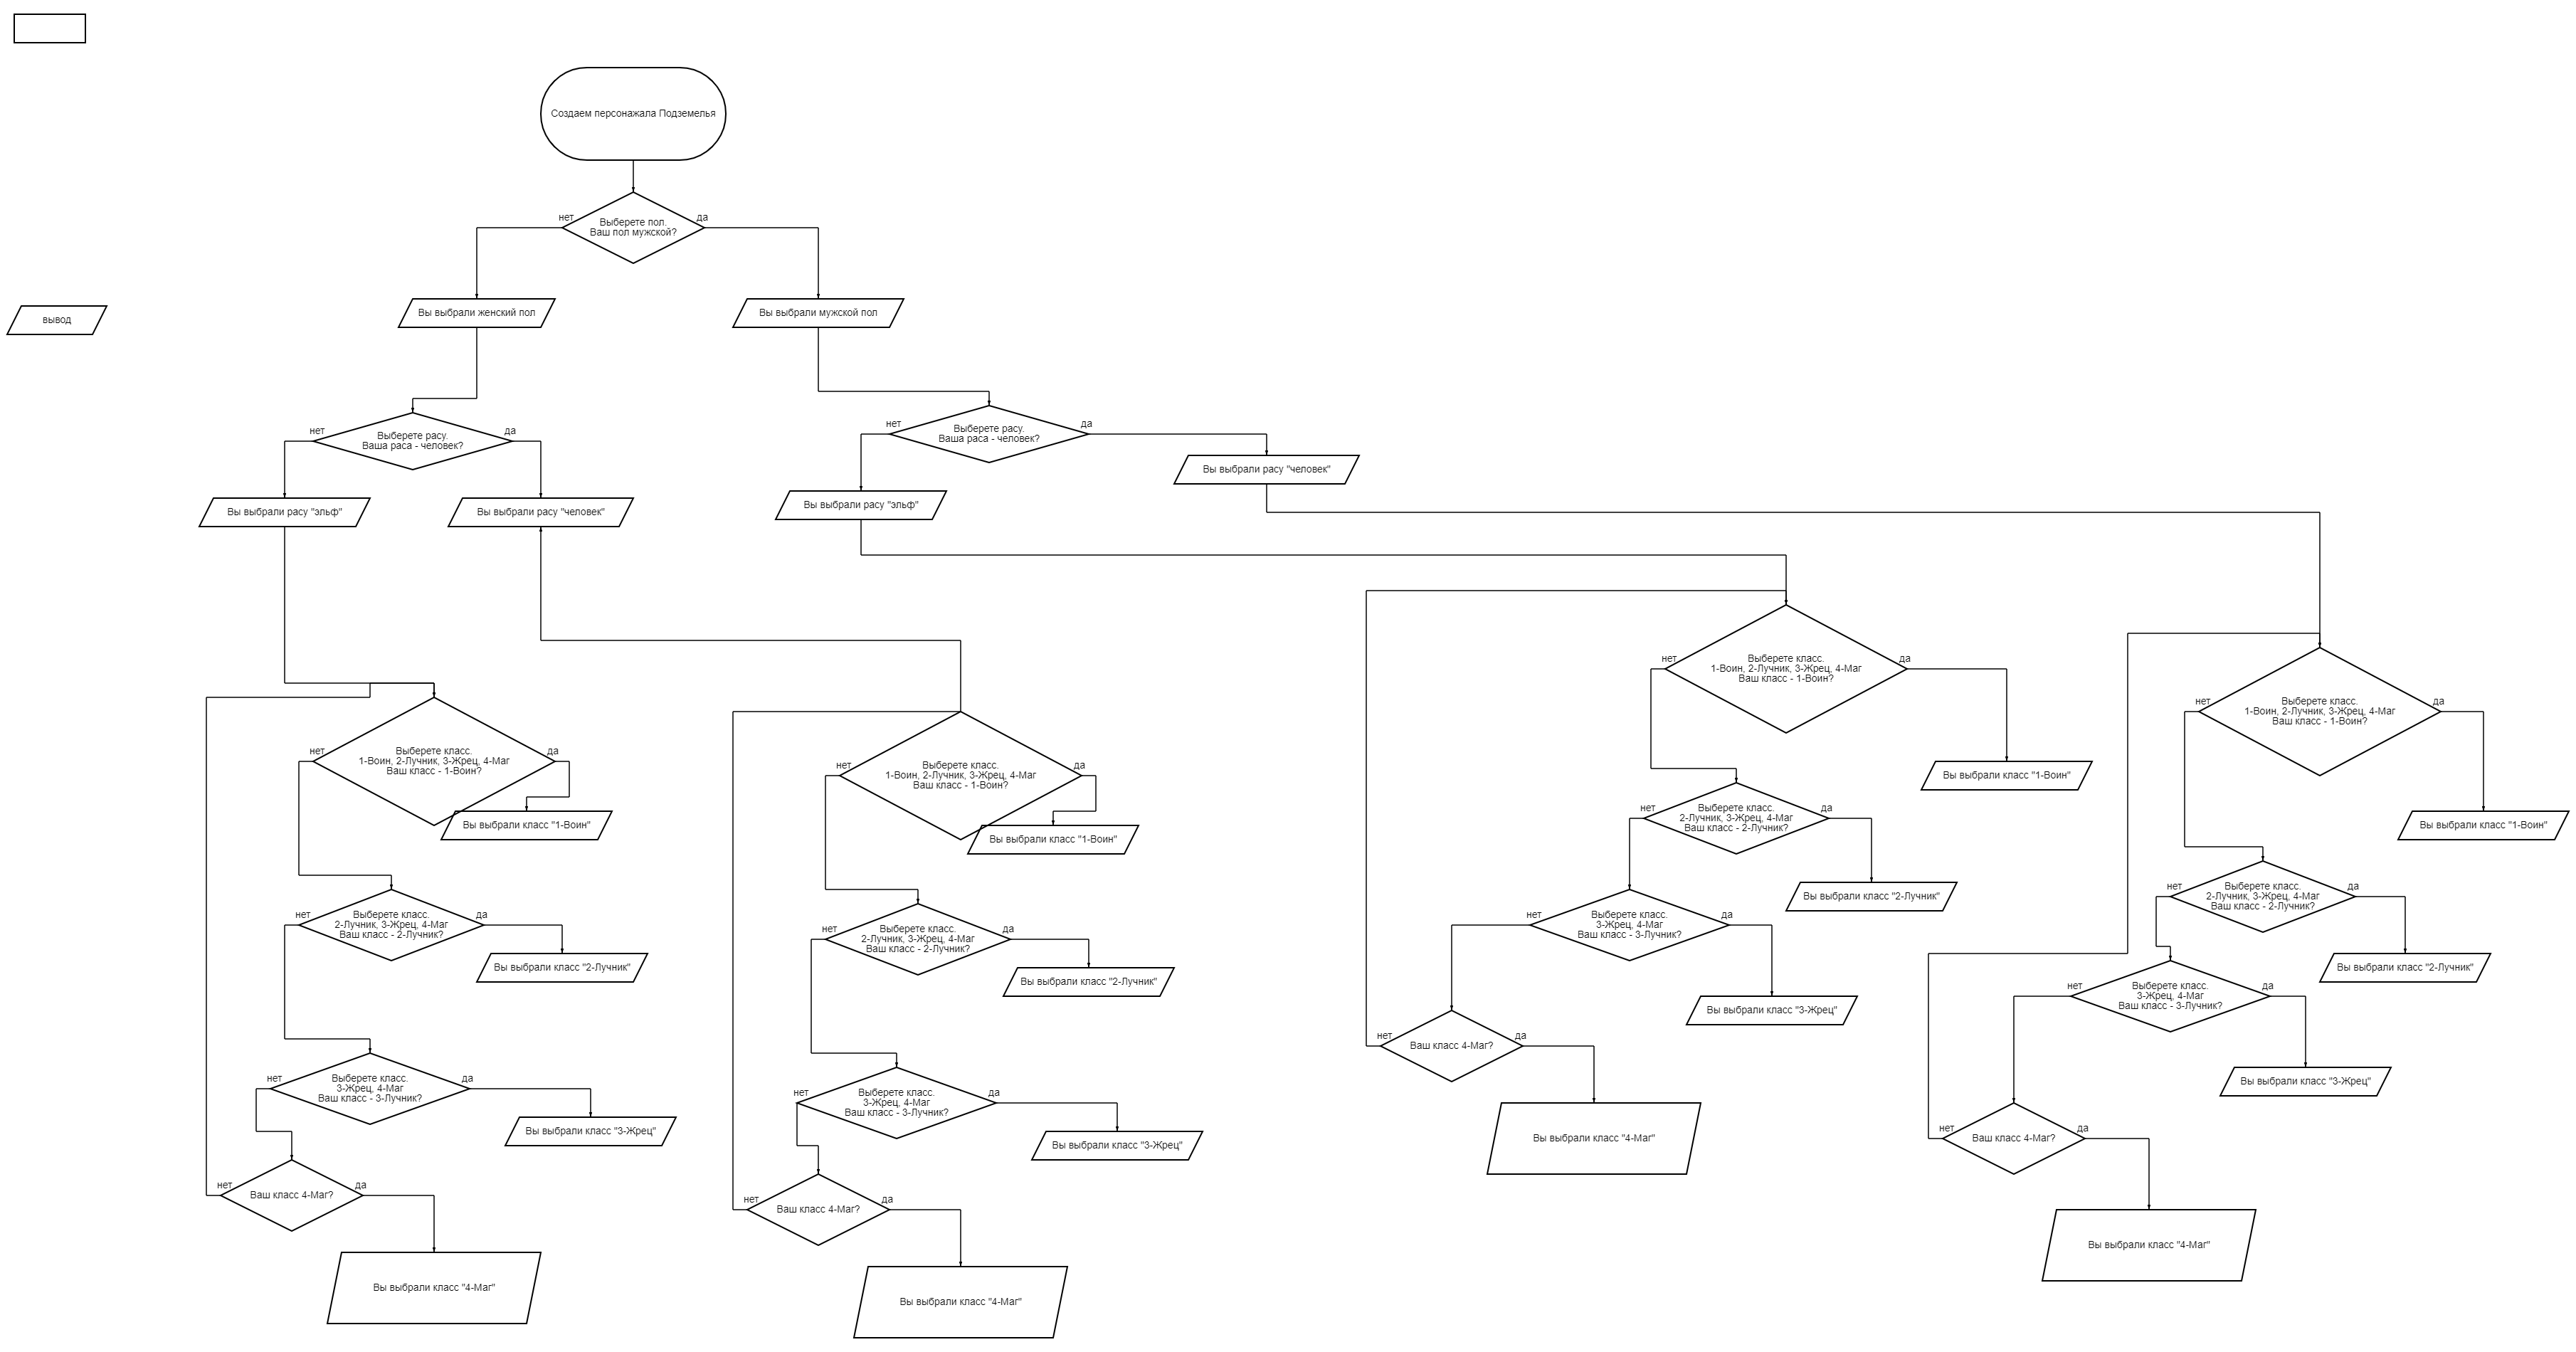 Создаем персонажала Подземелья
Выберете пол.
Ваш пол мужской?
нет
да
вывод
Вы выбрали женский пол
Вы выбрали мужской пол
Выберете расу.
Ваша раса - человек?
нет
да
Выберете расу.
Ваша раса - человек?
нет
да
Вы выбрали расу "эльф"
Вы выбрали расу "человек"
Вы выбрали расу "эльф"
Вы выбрали расу "человек"
Выберете класс.
1-Воин, 2-Лучник, 3-Жрец, 4-Маг
Ваш класс - 1-Воин?
нет
да
Вы выбрали класс "1-Воин"
Выберете класс.
2-Лучник, 3-Жрец, 4-Маг
Ваш класс - 2-Лучник?
нет
да
Вы выбрали класс "2-Лучник"
Выберете класс.
3-Жрец, 4-Маг
Ваш класс - 3-Лучник?
нет
да
Вы выбрали класс "3-Жрец"
Ваш класс 4-Маг?
нет
да
Вы выбрали класс "4-Маг"
Выберете класс.
1-Воин, 2-Лучник, 3-Жрец, 4-Маг
Ваш класс - 1-Воин?
нет
да
Вы выбрали класс "1-Воин"
Выберете класс.
2-Лучник, 3-Жрец, 4-Маг
Ваш класс - 2-Лучник?
нет
да
Вы выбрали класс "2-Лучник"
Выберете класс.
3-Жрец, 4-Маг
Ваш класс - 3-Лучник?
нет
да
Вы выбрали класс "3-Жрец"
Ваш класс 4-Маг?
нет
да
Вы выбрали класс "4-Маг"
Выберете класс.
1-Воин, 2-Лучник, 3-Жрец, 4-Маг
Ваш класс - 1-Воин?
нет
да
Вы выбрали класс "1-Воин"
Выберете класс.
2-Лучник, 3-Жрец, 4-Маг
Ваш класс - 2-Лучник?
нет
да
Вы выбрали класс "2-Лучник"
Выберете класс.
3-Жрец, 4-Маг
Ваш класс - 3-Лучник?
нет
да
Вы выбрали класс "3-Жрец"
Ваш класс 4-Маг?
нет
да
Вы выбрали класс "4-Маг"
Выберете класс.
1-Воин, 2-Лучник, 3-Жрец, 4-Маг
Ваш класс - 1-Воин?
нет
да
Вы выбрали класс "1-Воин"
Выберете класс.
2-Лучник, 3-Жрец, 4-Маг
Ваш класс - 2-Лучник?
нет
да
Вы выбрали класс "2-Лучник"
Выберете класс.
3-Жрец, 4-Маг
Ваш класс - 3-Лучник?
нет
да
Вы выбрали класс "3-Жрец"
Ваш класс 4-Маг?
нет
да
Вы выбрали класс "4-Маг"